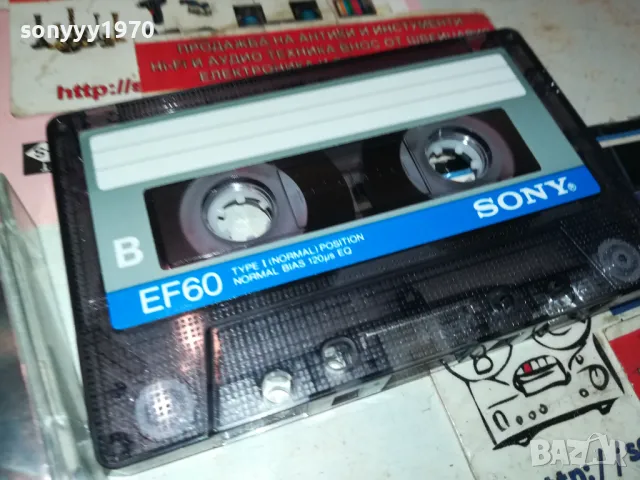 sonyyy1970
ПРОДАЖБА НА АНТИКИ И ИНСТРУМЕНТИ
Hi-Fi И АУДИО ТЕХНИКА ВНОС ОТ ШВЕЙЦАРИЯ
ЕЛЕКТРОНИКА
http://s
B
SONY®
EF60
TYPE I (NORMAL) POSITION
NORMAL BIAS 120μs EQ
BAZAR